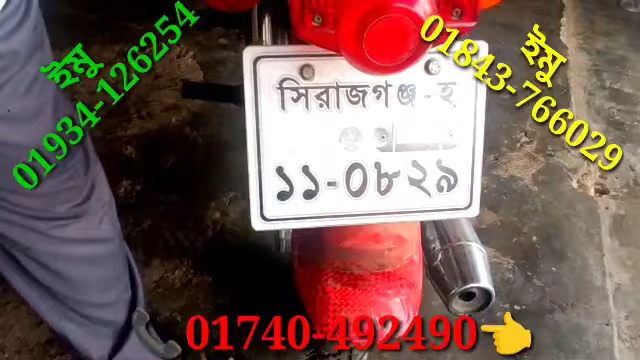 ইমু
01934-126254
ইমু
01843-766029
সিরাজগঞ্জ-হ
১১-০৮২৯
01740-492490👈